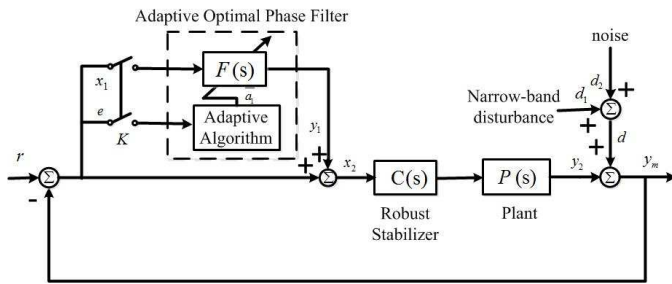 Adaptive Optimal Phase Filter
noise
x₁
F(s)
d₂
+
Narrow-band
disturbance
d₁
e
K
Adaptive
Algorithm
a₁
y₁
+
+
d
r
Σ
-
+
+
Σ
x₂
C(s)
P(s)
y₂
+
Σ
yₘ
Robust
Stabilizer
Plant
Σ